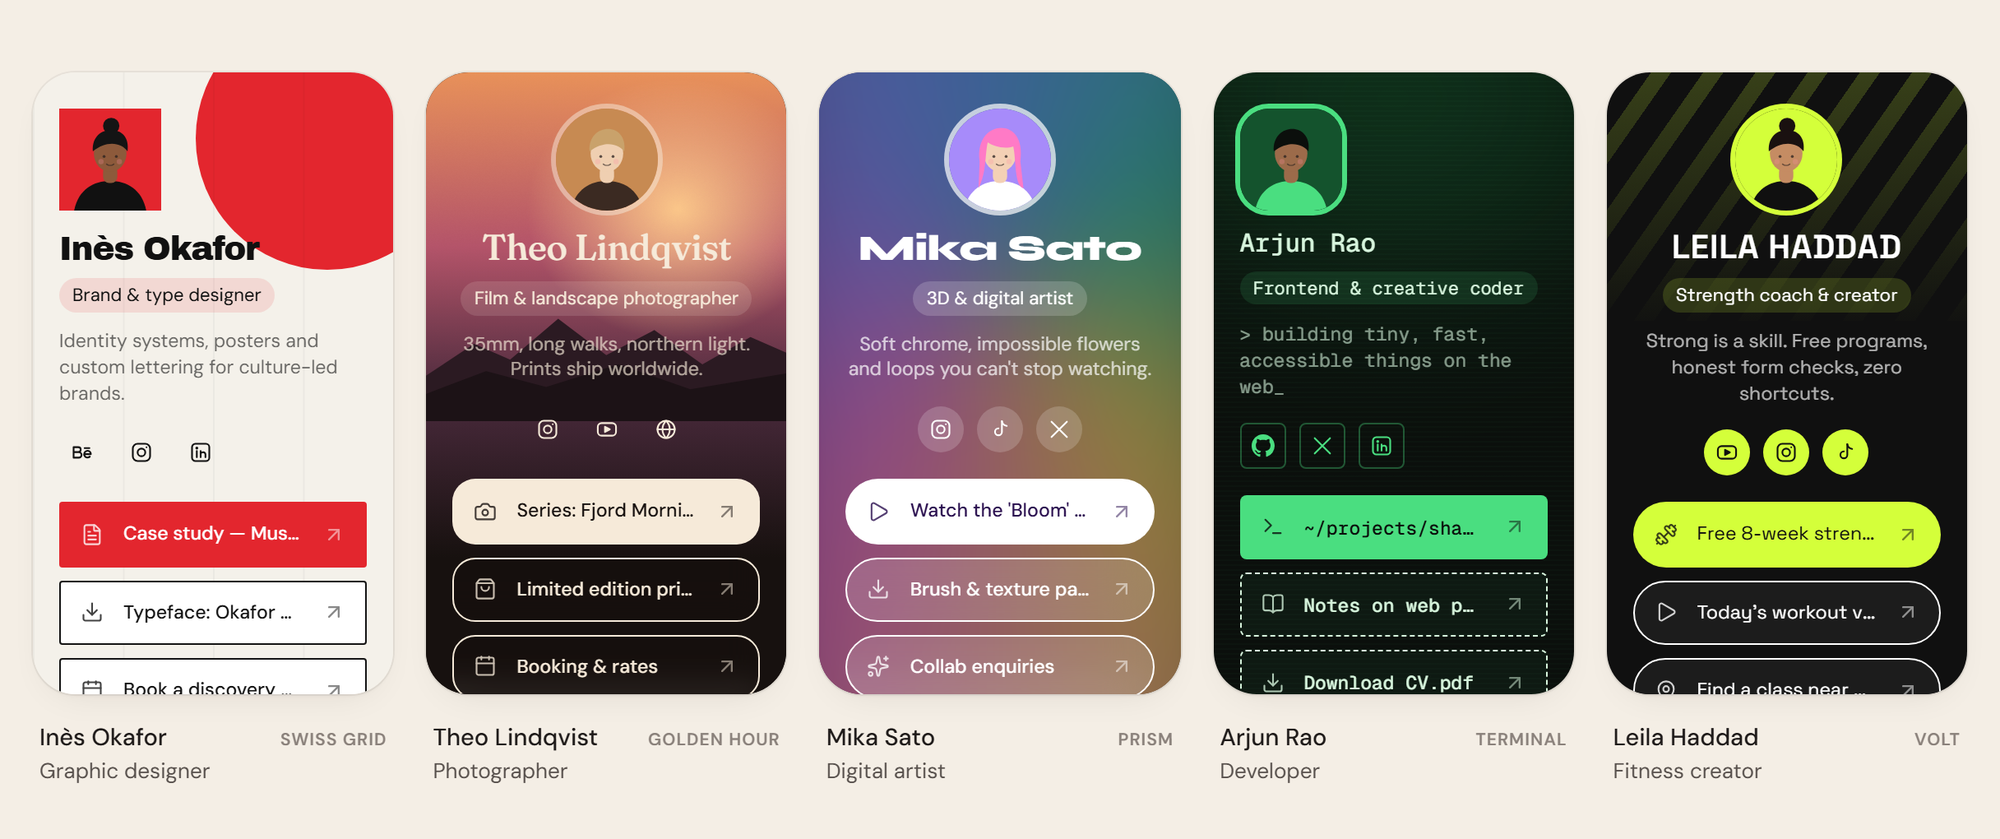 Inès Okafor
Brand & type designer
Identity systems, posters and
custom lettering for culture-led
brands.
Bē
Case study — Mus...
Typeface: Okafor ...
Book a discovery ...
Inès Okafor
SWISS GRID
Graphic designer
Theo Lindqvist
Film & landscape photographer
35mm, long walks, northern light.
Prints ship worldwide.
Series: Fjord Morni...
Limited edition pri...
Booking & rates
Theo Lindqvist
GOLDEN HOUR
Photographer
Mika Sato
3D & digital artist
Soft chrome, impossible flowers
and loops you can't stop watching.
Watch the 'Bloom' ...
Brush & texture pa...
Collab enquiries
Mika Sato
PRISM
Digital artist
Arjun Rao
Frontend & creative coder
> building tiny, fast,
accessible things on the
web_
~/projects/sha...
Notes on web p...
Download CV.pdf
Arjun Rao
TERMINAL
Developer
LEILA HADDAD
Strength coach & creator
Strong is a skill. Free programs,
honest form checks, zero
shortcuts.
Free 8-week stren...
Today's workout v...
Find a class near ...
Leila Haddad
VOLT
Fitness creator